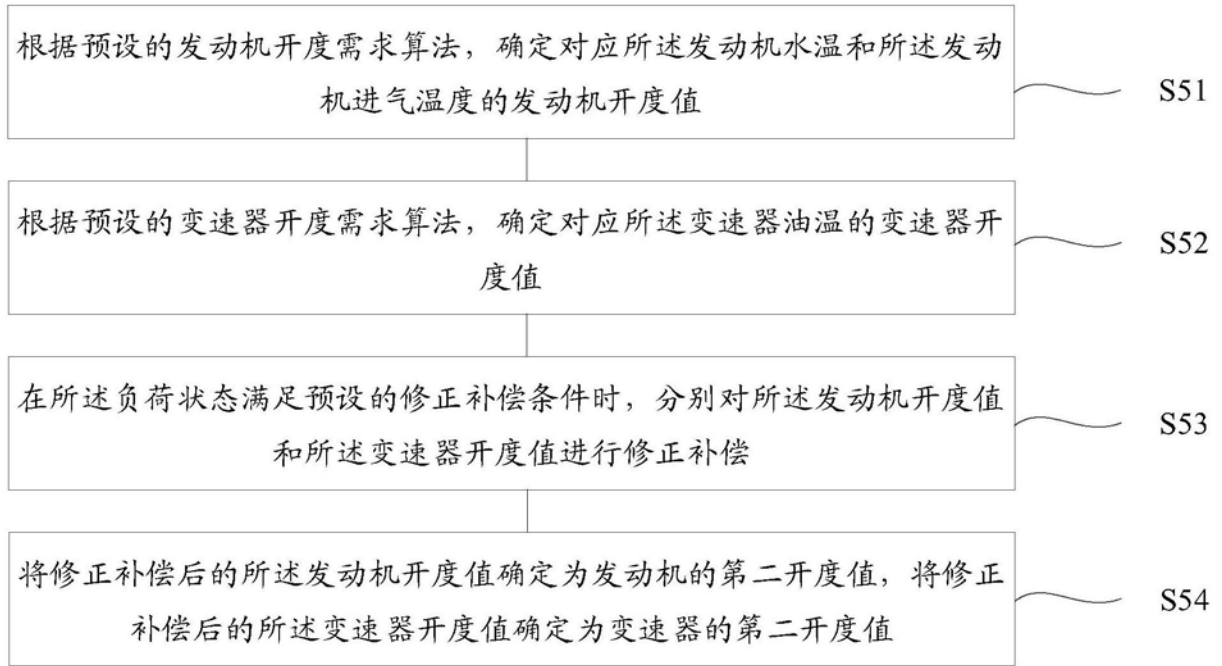 根据预设的发动机开度需求算法，确定对应所述发动机水温和所述发动
机进气温度的发动机开度值
S51
根据预设的变速器开度需求算法，确定对应所述变速器油温的变速器开
度值
S52
在所述负荷状态满足预设的修正补偿条件时，分别对所述发动机开度值
和所述变速器开度值进行修正补偿
S53
将修正补偿后的所述发动机开度值确定为发动机的第二开度值，将修正
补偿后的所述变速器开度值确定为变速器的第二开度值
S54